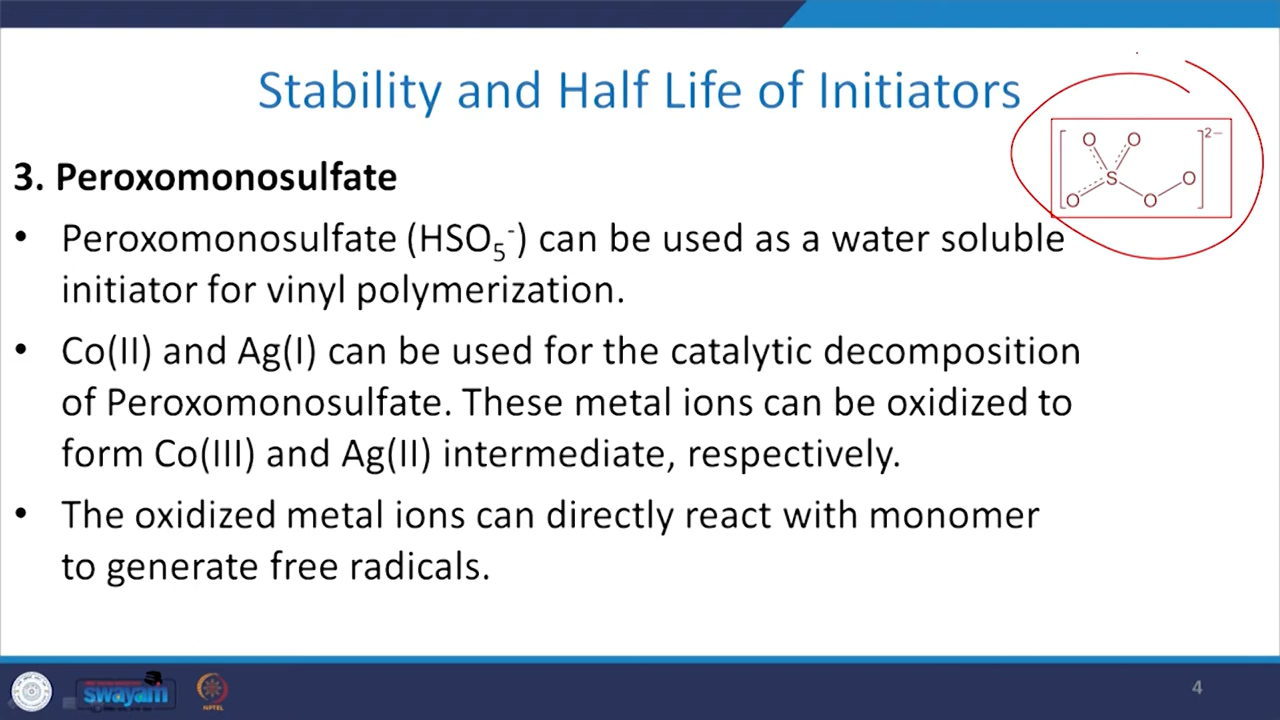 Stability and Half Life of Initiators
O O 2–
S O
O O
3. Peroxomonosulfate
• Peroxomonosulfate (HSO₅⁻) can be used as a water soluble
initiator for vinyl polymerization.
• Co(II) and Ag(I) can be used for the catalytic decomposition
of Peroxomonosulfate. These metal ions can be oxidized to
form Co(III) and Ag(II) intermediate, respectively.
• The oxidized metal ions can directly react with monomer
to generate free radicals.
swayam
NPTEL
4